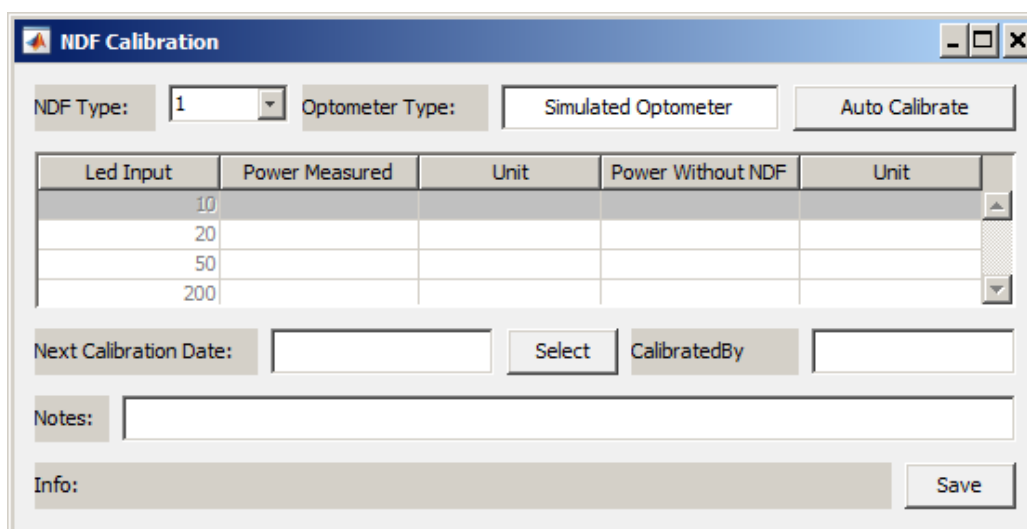 NDF Calibration
NDF Type: 1 Optometer Type: Simulated Optometer Auto Calibrate
Led Input Power Measured Unit Power Without NDF Unit
10
20
50
200
Next Calibration Date: Select CalibratedBy
Notes:
Info: Save